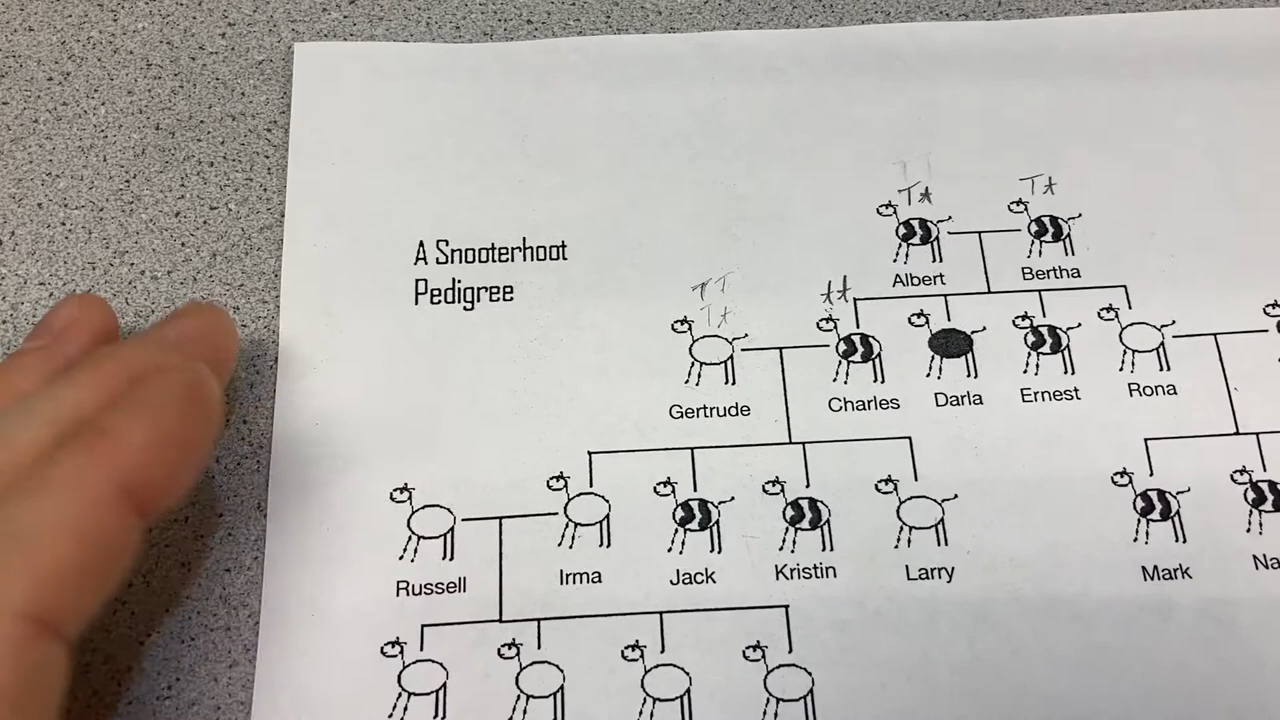 A Snooterhoot
Pedigree
Tt
Tt
Albert
Bertha
TT
Tt
tt
Gertrude
Charles
Darla
Ernest
Rona
Russell
Irma
Jack
Kristin
Larry
Mark
Na